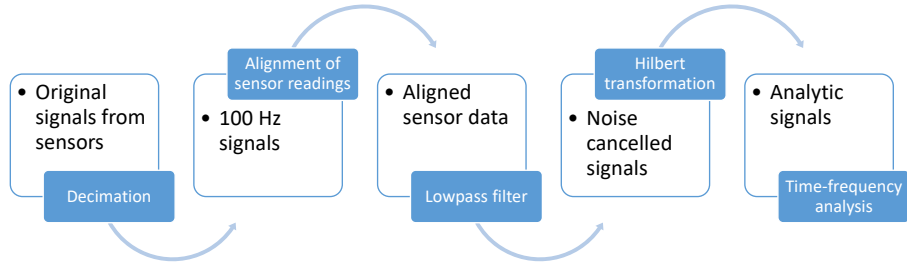 • Original
signals from
sensors
Decimation
Alignment of
sensor readings
• 100 Hz
signals
• Aligned
sensor data
Lowpass filter
Hilbert
transformation
• Noise
cancelled
signals
• Analytic
signals
Time-frequency
analysis